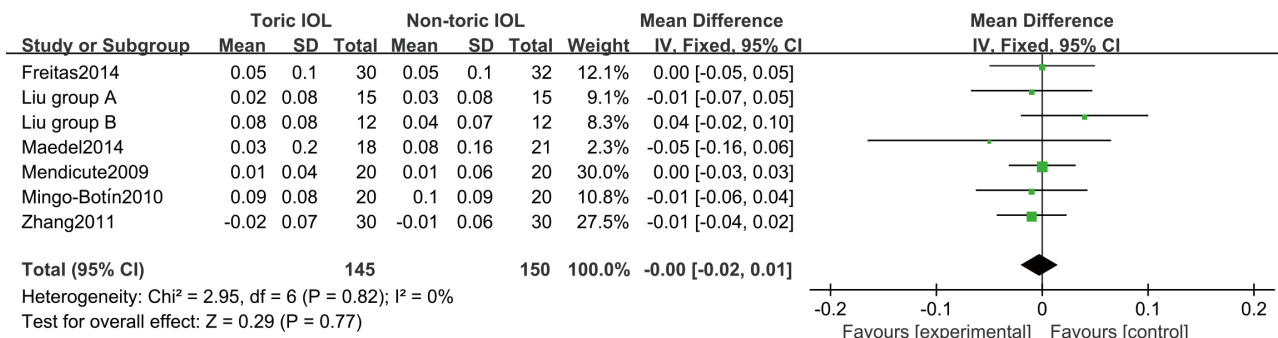 Toric IOL Non-toric IOL Mean Difference Mean Difference
Study or Subgroup Mean SD Total Mean SD Total Weight IV, Fixed, 95% CI IV, Fixed, 95% CI
Freitas2014 0.05 0.1 30 0.05 0.1 32 12.1% 0.00 [-0.05, 0.05]
Liu group A 0.02 0.08 15 0.03 0.08 15 9.1% -0.01 [-0.07, 0.05]
Liu group B 0.08 0.08 12 0.04 0.07 12 8.3% 0.04 [-0.02, 0.10]
Maedel2014 0.03 0.2 18 0.08 0.16 21 2.3% -0.05 [-0.16, 0.06]
Mendicute2009 0.01 0.04 20 0.01 0.06 20 30.0% 0.00 [-0.03, 0.03]
Mingo-Botín2010 0.09 0.08 20 0.1 0.09 20 10.8% -0.01 [-0.06, 0.04]
Zhang2011 -0.02 0.07 30 -0.01 0.06 30 27.5% -0.01 [-0.04, 0.02]
Total (95% CI) 145 150 100.0% -0.00 [-0.02, 0.01]
Heterogeneity: Chi² = 2.95, df = 6 (P = 0.82); I² = 0%
Test for overall effect: Z = 0.29 (P = 0.77)
-0.2 -0.1 0 0.1 0.2
Favours [experimental] Favours [control]